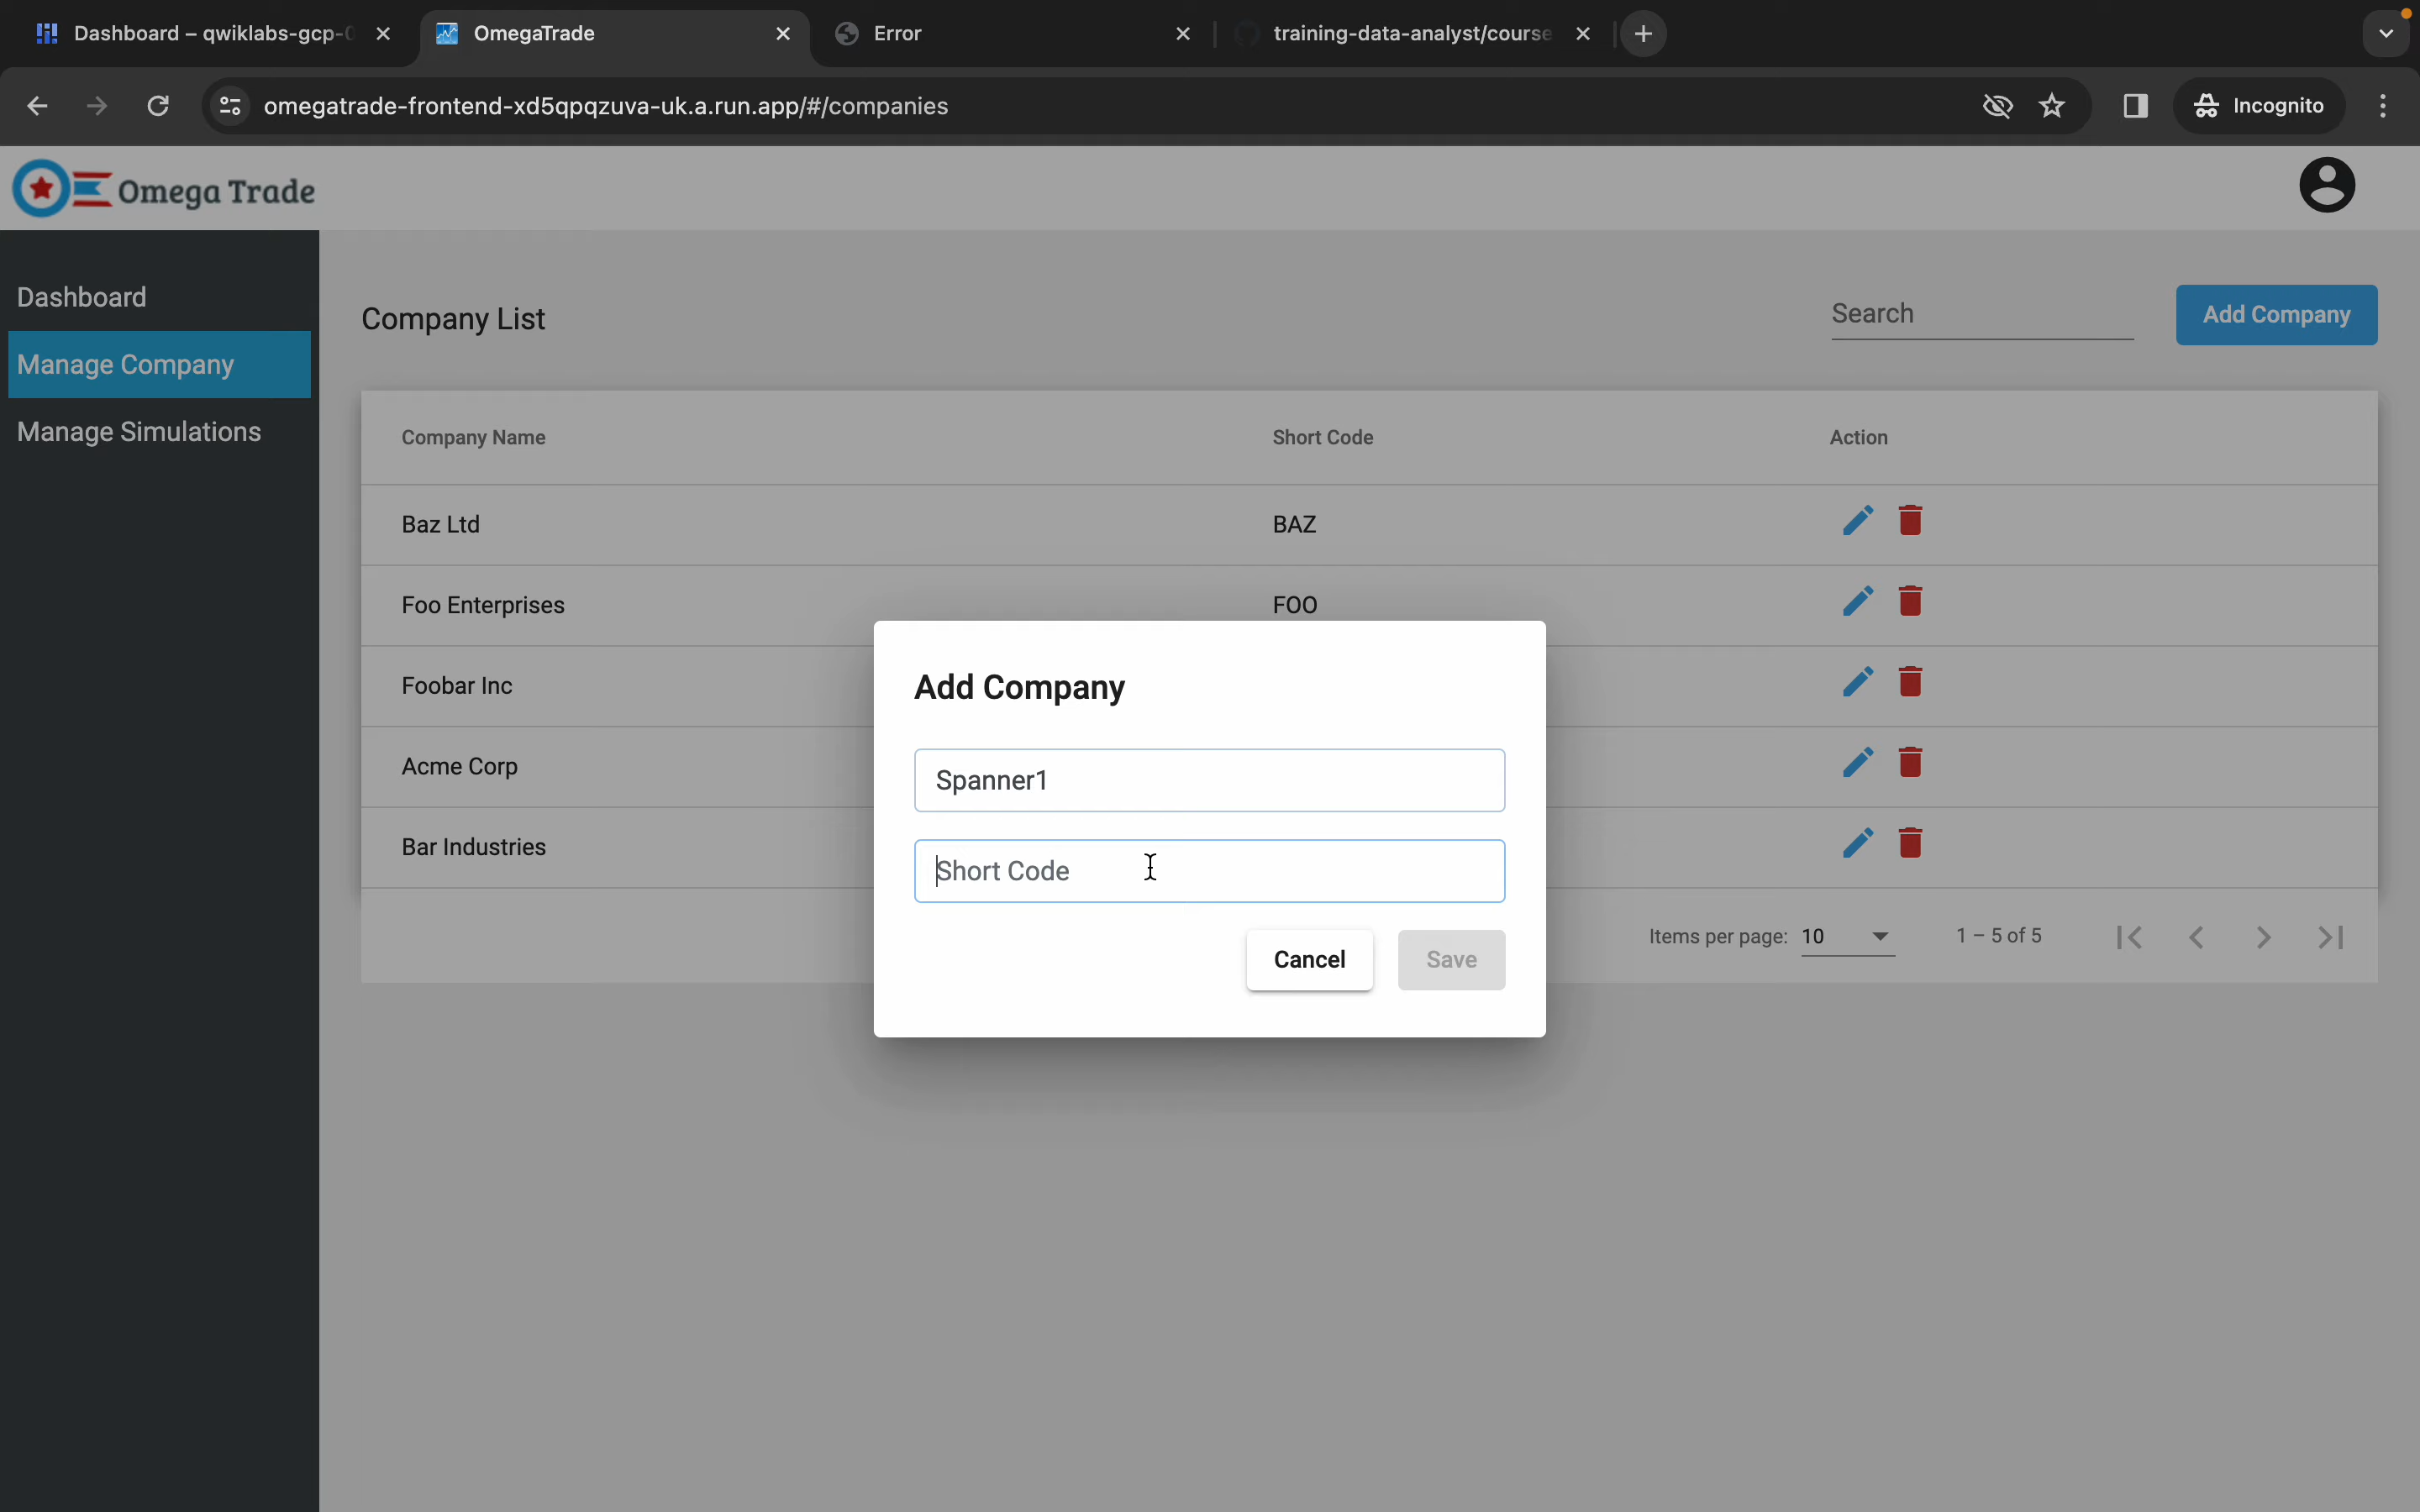 Dashboard – qwiklabs-gcp-0
OmegaTrade
Error
training-data-analyst/course
omegatrade-frontend-xd5qpqzuva-uk.a.run.app/#/companies
Incognito
Omega Trade
Dashboard
Manage Company
Manage Simulations
Company List
Search
Add Company
Company Name
Short Code
Action
Baz Ltd
BAZ
Foo Enterprises
FOO
Foobar Inc
Acme Corp
Bar Industries
Add Company
Spanner1
Short Code
Cancel
Save
Items per page:
10
1 – 5 of 5